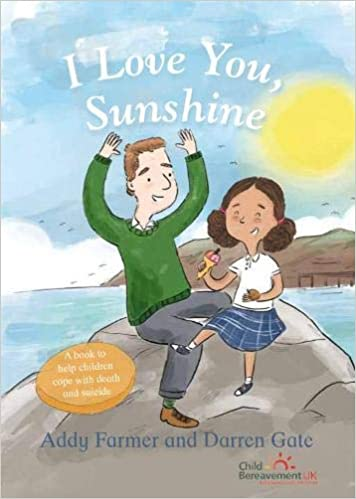 I Love You,
Sunshine
A book to
help children
cope with death
and suicide
Addy Farmer and Darren Gate
Child
Bereavement UK